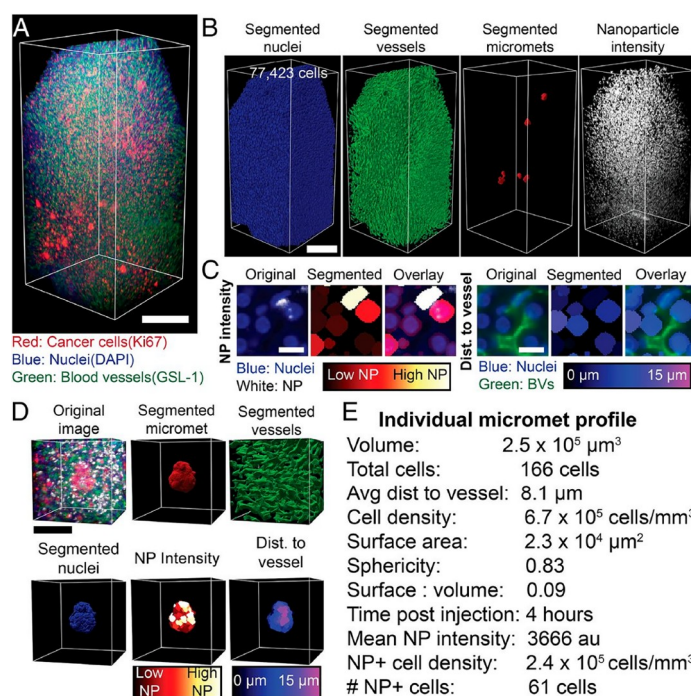 A
Red: Cancer cells(Ki67)
Blue: Nuclei(DAPI)
Green: Blood vessels(GSL-1)
B
Segmented nuclei
Segmented vessels
Segmented micromets
Nanoparticle intensity
77,423 cells
C
NP intensity
Original
Segmented
Overlay
Blue: Nuclei
White: NP
Low NP
High NP
Dist. to vessel
Original
Segmented
Overlay
Blue: Nuclei
Green: BVs
0 µm
15 µm
D
Original image
Segmented micromet
Segmented vessels
Segmented nuclei
NP Intensity
Dist. to vessel
Low NP
High NP
0 µm
15 µm
E
Individual micromet profile
Volume: 2.5 x 10⁵ µm³
Total cells: 166 cells
Avg dist to vessel: 8.1 µm
Cell density: 6.7 x 10⁵ cells/mm³
Surface area: 2.3 x 10⁴ µm²
Sphericity: 0.83
Surface : volume: 0.09
Time post injection: 4 hours
Mean NP intensity: 3666 au
NP+ cell density: 2.4 x 10⁵ cells/mm³
# NP+ cells: 61 cells